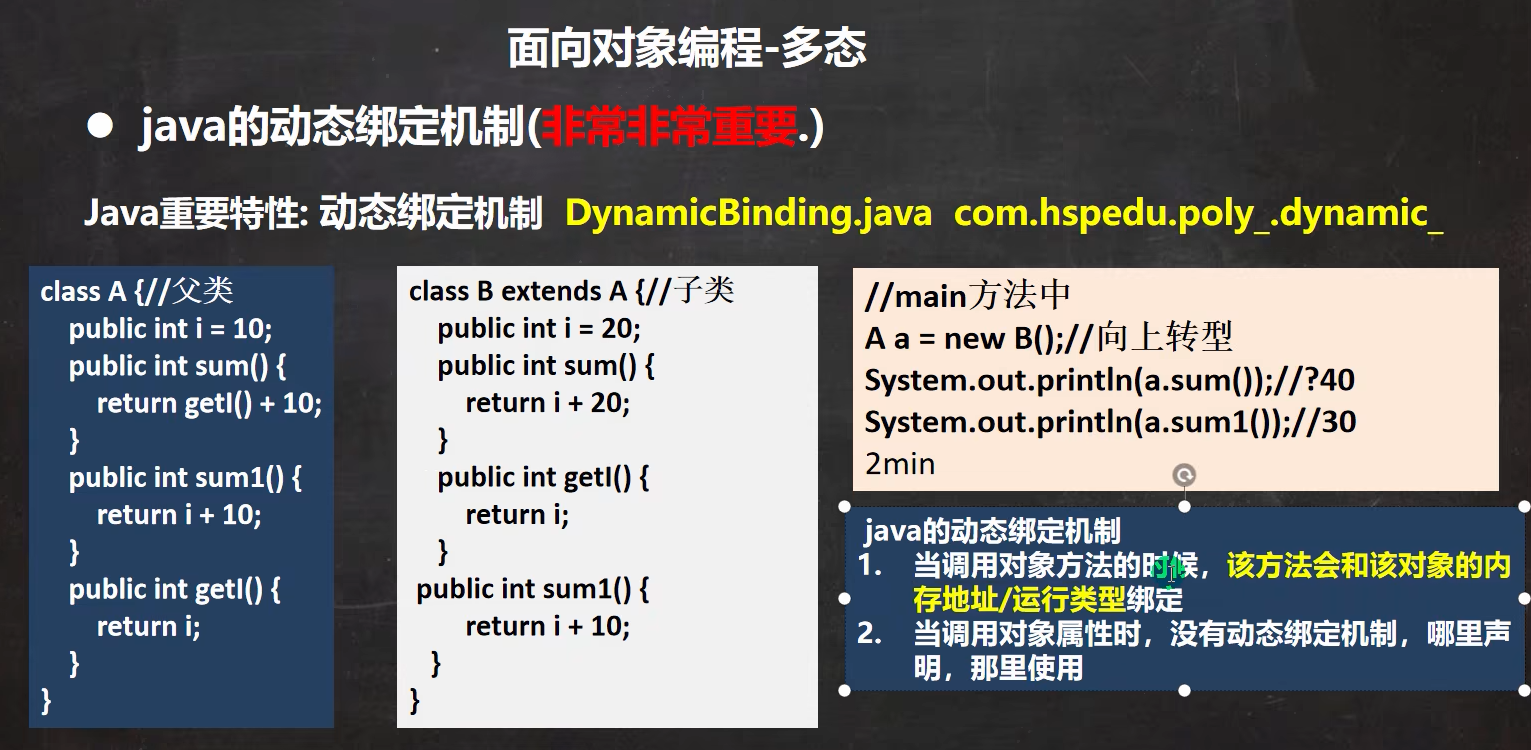 面向对象编程-多态
● java的动态绑定机制(非常非常重要.)
Java重要特性: 动态绑定机制 DynamicBinding.java com.hspedu.poly_.dynamic_
class A {//父类
public int i = 10;
public int sum() {
return getI() + 10;
}
public int sum1() {
return i + 10;
}
public int getI() {
return i;
}
}
class B extends A {//子类
public int i = 20;
public int sum() {
return i + 20;
}
public int getI() {
return i;
}
public int sum1() {
return i + 10;
}
}
//main方法中
A a = new B();//向上转型
System.out.println(a.sum());//?40
System.out.println(a.sum1());//30
2min
java的动态绑定机制
1. 当调用对象方法的时候，该方法会和该对象的内
存地址/运行类型绑定
2. 当调用对象属性时，没有动态绑定机制，哪里声
明，那里使用